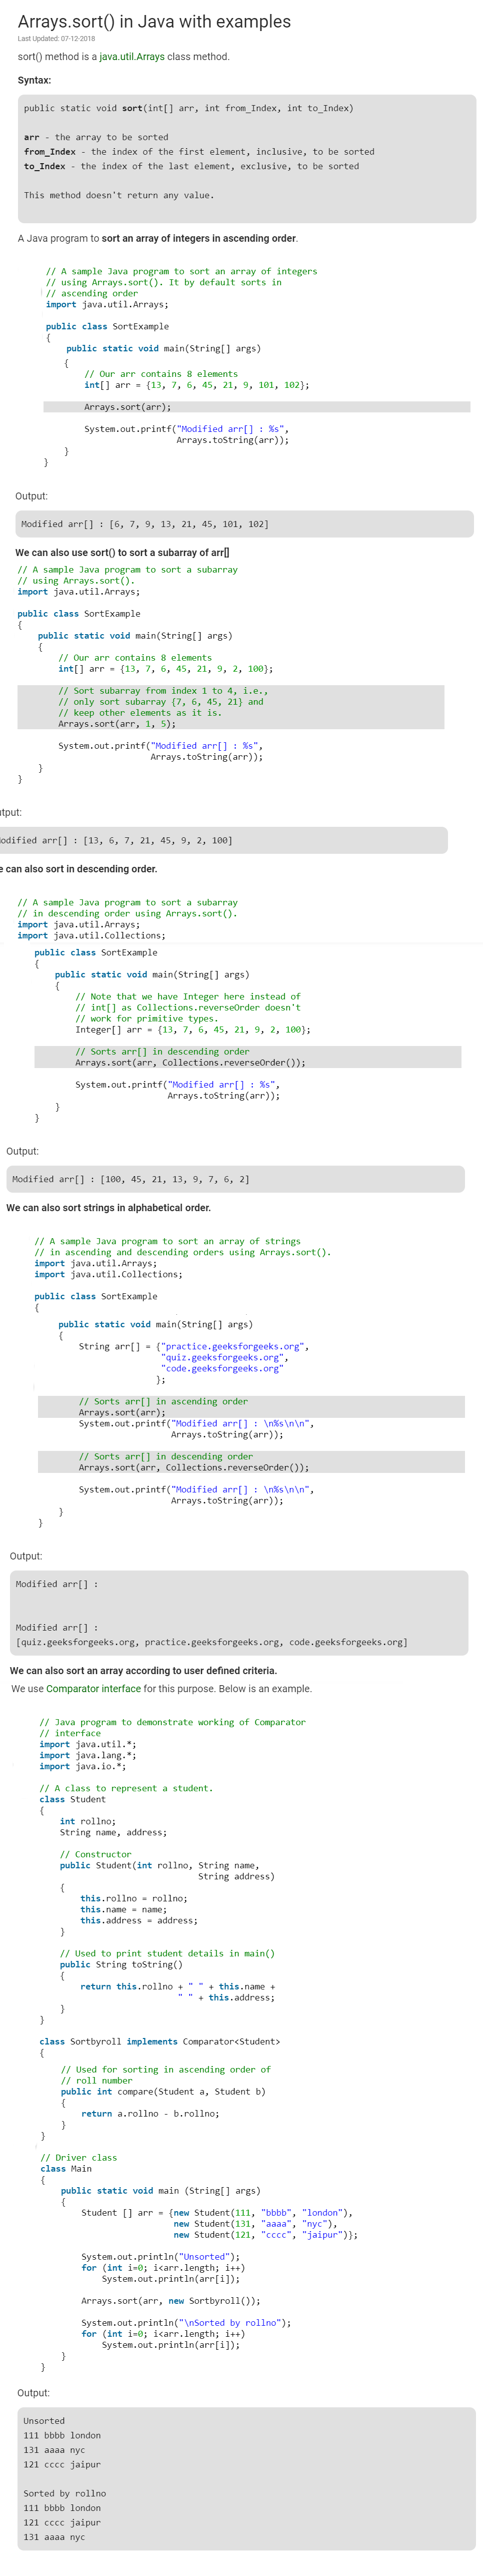 Arrays.sort() in Java with examples
Last Updated: 07-12-2018
sort() method is a java.util.Arrays class method.
Syntax:
public static void sort(int[] arr, int from_Index, int to_Index)
arr - the array to be sorted
from_Index - the index of the first element, inclusive, to be sorted
to_Index - the index of the last element, exclusive, to be sorted
This method doesn't return any value.
A Java program to sort an array of integers in ascending order.
// A sample Java program to sort an array of integers
// using Arrays.sort(). It by default sorts in
// ascending order
import java.util.Arrays;
public class SortExample
{
public static void main(String[] args)
{
// Our arr contains 8 elements
int[] arr = {13, 7, 6, 45, 21, 9, 101, 102};
Arrays.sort(arr);
System.out.printf("Modified arr[] : %s",
Arrays.toString(arr));
}
}
Output:
Modified arr[] : [6, 7, 9, 13, 21, 45, 101, 102]
We can also use sort() to sort a subarray of arr[]
// A sample Java program to sort a subarray
// using Arrays.sort().
import java.util.Arrays;
public class SortExample
{
public static void main(String[] args)
{
// Our arr contains 8 elements
int[] arr = {13, 7, 6, 45, 21, 9, 2, 100};
// Sort subarray from index 1 to 4, i.e.,
// only sort subarray {7, 6, 45, 21} and
// keep other elements as it is.
Arrays.sort(arr, 1, 5);
System.out.printf("Modified arr[] : %s",
Arrays.toString(arr));
}
}
tput:
odified arr[] : [13, 6, 7, 21, 45, 9, 2, 100]
e can also sort in descending order.
// A sample Java program to sort a subarray
// in descending order using Arrays.sort().
import java.util.Arrays;
import java.util.Collections;
public class SortExample
{
public static void main(String[] args)
{
// Note that we have Integer here instead of
// int[] as Collections.reverseOrder doesn't
// work for primitive types.
Integer[] arr = {13, 7, 6, 45, 21, 9, 2, 100};
// Sorts arr[] in descending order
Arrays.sort(arr, Collections.reverseOrder());
System.out.printf("Modified arr[] : %s",
Arrays.toString(arr));
}
}
Output:
Modified arr[] : [100, 45, 21, 13, 9, 7, 6, 2]
We can also sort strings in alphabetical order.
// A sample Java program to sort an array of strings
// in ascending and descending orders using Arrays.sort().
import java.util.Arrays;
import java.util.Collections;
public class SortExample
{
public static void main(String[] args)
{
String arr[] = {"practice.geeksforgeeks.org",
"quiz.geeksforgeeks.org",
"code.geeksforgeeks.org"
};
// Sorts arr[] in ascending order
Arrays.sort(arr);
System.out.printf("Modified arr[] : \n%s\n\n",
Arrays.toString(arr));
// Sorts arr[] in descending order
Arrays.sort(arr, Collections.reverseOrder());
System.out.printf("Modified arr[] : \n%s\n\n",
Arrays.toString(arr));
}
}
Output:
Modified arr[] :
Modified arr[] :
[quiz.geeksforgeeks.org, practice.geeksforgeeks.org, code.geeksforgeeks.org]
We can also sort an array according to user defined criteria.
We use Comparator interface for this purpose. Below is an example.
// Java program to demonstrate working of Comparator
// interface
import java.util.*;
import java.lang.*;
import java.io.*;
// A class to represent a student.
class Student
{
int rollno;
String name, address;
// Constructor
public Student(int rollno, String name,
String address)
{
this.rollno = rollno;
this.name = name;
this.address = address;
}
// Used to print student details in main()
public String toString()
{
return this.rollno + " " + this.name +
" " + this.address;
}
}
class Sortbyroll implements Comparator<Student>
{
// Used for sorting in ascending order of
// roll number
public int compare(Student a, Student b)
{
return a.rollno - b.rollno;
}
}
// Driver class
class Main
{
public static void main (String[] args)
{
Student [] arr = {new Student(111, "bbbb", "london"),
new Student(131, "aaaa", "nyc"),
new Student(121, "cccc", "jaipur")};
System.out.println("Unsorted");
for (int i=0; i<arr.length; i++)
System.out.println(arr[i]);
Arrays.sort(arr, new Sortbyroll());
System.out.println("\nSorted by rollno");
for (int i=0; i<arr.length; i++)
System.out.println(arr[i]);
}
}
Output:
Unsorted
111 bbbb london
131 aaaa nyc
121 cccc jaipur
Sorted by rollno
111 bbbb london
121 cccc jaipur
131 aaaa nyc